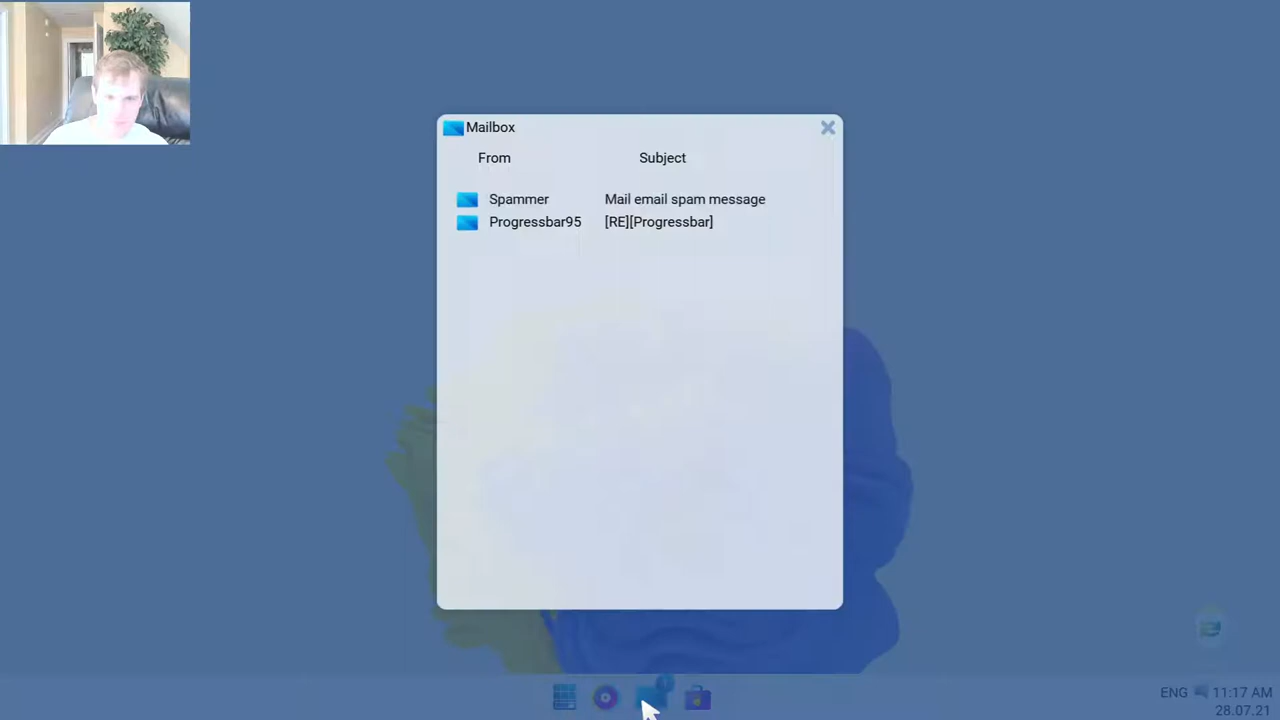 Mailbox
From Subject
Spammer Mail email spam message
Progressbar95 [RE][Progressbar]
ENG 11:17 AM
28.07.21